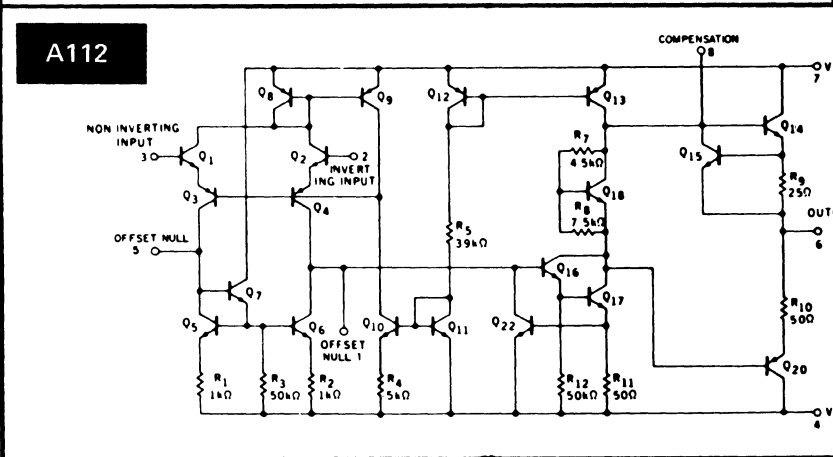 A112
COMPENSATION
8
V
7
Q8
Q9
Q12
Q13
Q14
NON INVERTING
INPUT
3
Q1
Q2
2
INVERT
ING INPUT
R7
4 5kΩ
Q15
Q18
R9
25Ω
Q3
Q4
R8
7 5kΩ
OUT
6
OFFSET NULL
5
R5
39kΩ
Q7
Q16
Q17
R10
50Ω
Q5
Q6
Q10
Q11
Q22
OFFSET
NULL 1
Q20
R1
1kΩ
R3
50kΩ
R2
1kΩ
R4
5kΩ
R12
50kΩ
R11
50Ω
V
4